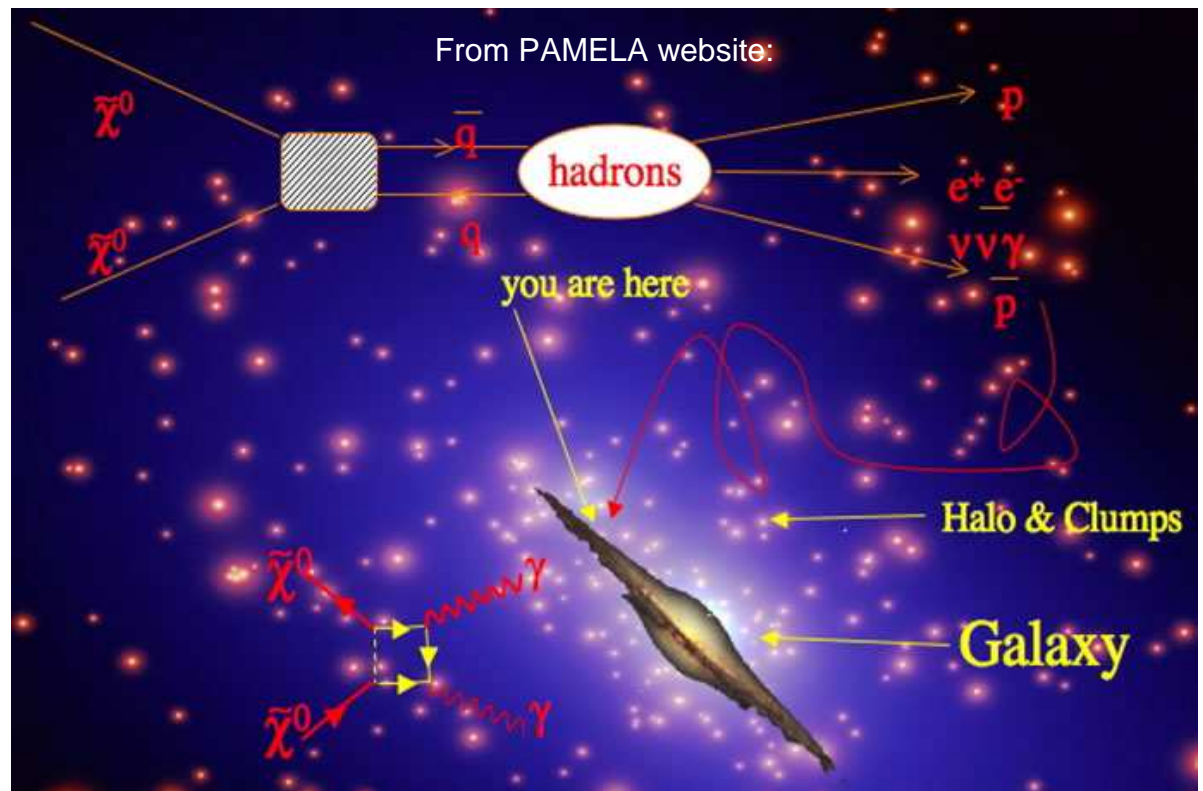 From PAMELA website:
χ̃⁰
q̅
hadrons
p
e⁺ e⁻
ν ν̅ γ
p̅
χ̃⁰
q
you are here
Halo & Clumps
Galaxy
χ̃⁰
γ
χ̃⁰
γ